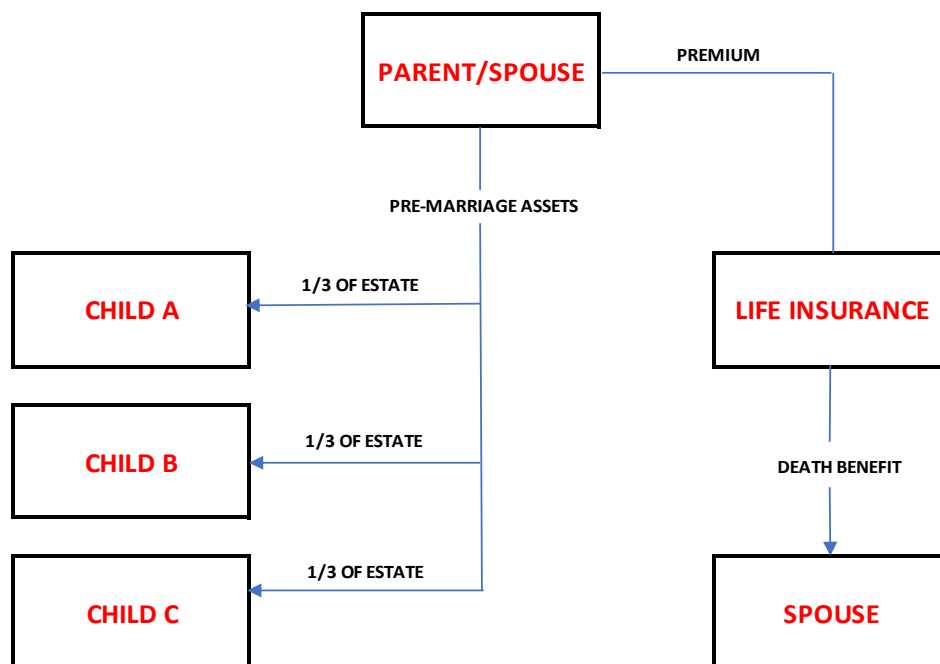 PARENT/SPOUSE
PREMIUM
PRE-MARRIAGE ASSETS
CHILD A
1/3 OF ESTATE
LIFE INSURANCE
CHILD B
1/3 OF ESTATE
DEATH BENEFIT
CHILD C
1/3 OF ESTATE
SPOUSE